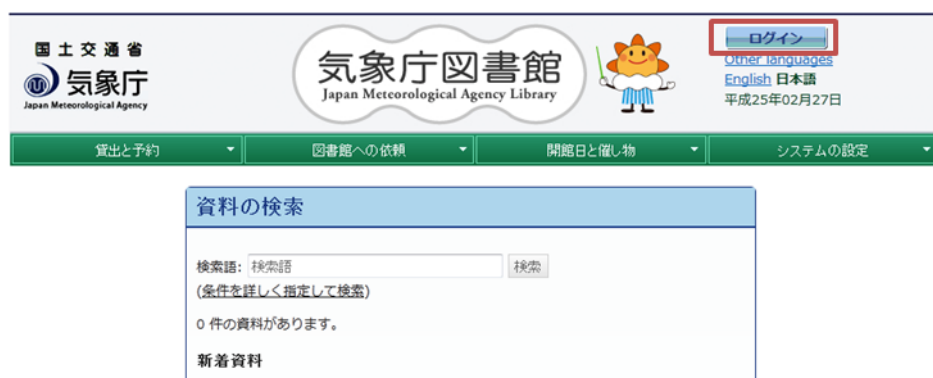 国土交通省
気象庁
Japan Meteorological Agency
気象庁図書館
Japan Meteorological Agency Library
ログイン
Other languages
English 日本語
平成25年02月27日
貸出と予約
図書館への依頼
開館日と催し物
システムの設定
資料の検索
検索語: 検索語 検索
(条件を詳しく指定して検索)
0 件の資料があります。
新着資料